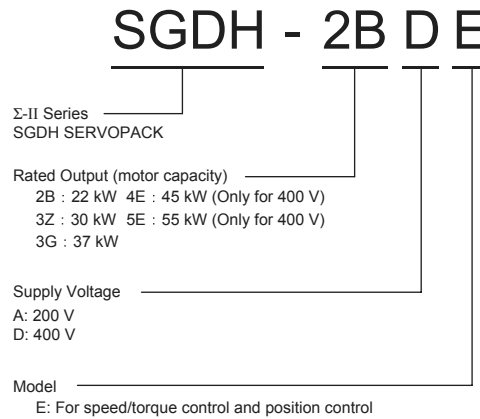 SGDH - 2B D E
Σ-II Series
SGDH SERVOPACK
Rated Output (motor capacity)
2B : 22 kW 4E : 45 kW (Only for 400 V)
3Z : 30 kW 5E : 55 kW (Only for 400 V)
3G : 37 kW
Supply Voltage
A: 200 V
D: 400 V
Model
E: For speed/torque control and position control